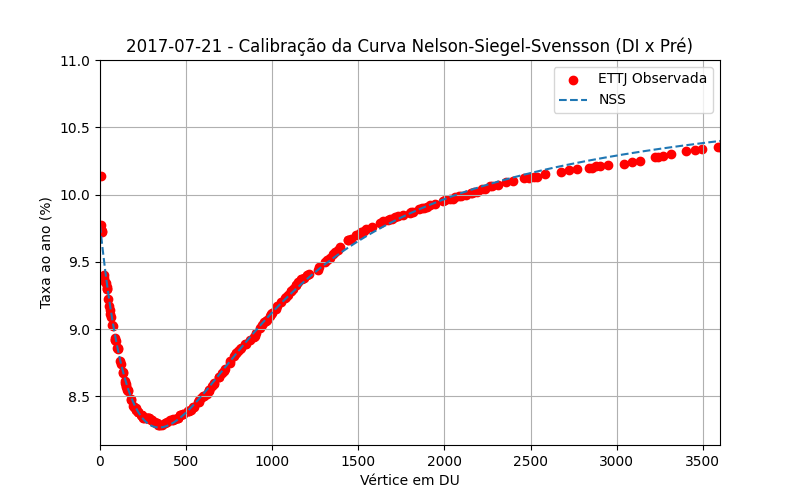 2017-07-21 - Calibração da Curva Nelson-Siegel-Svensson (DI x Pré)
ETTJ Observada
NSS
Taxa ao ano (%)
11.0
10.5
10.0
9.5
9.0
8.5
0 500 1000 1500 2000 2500 3000 3500
Vértice em DU